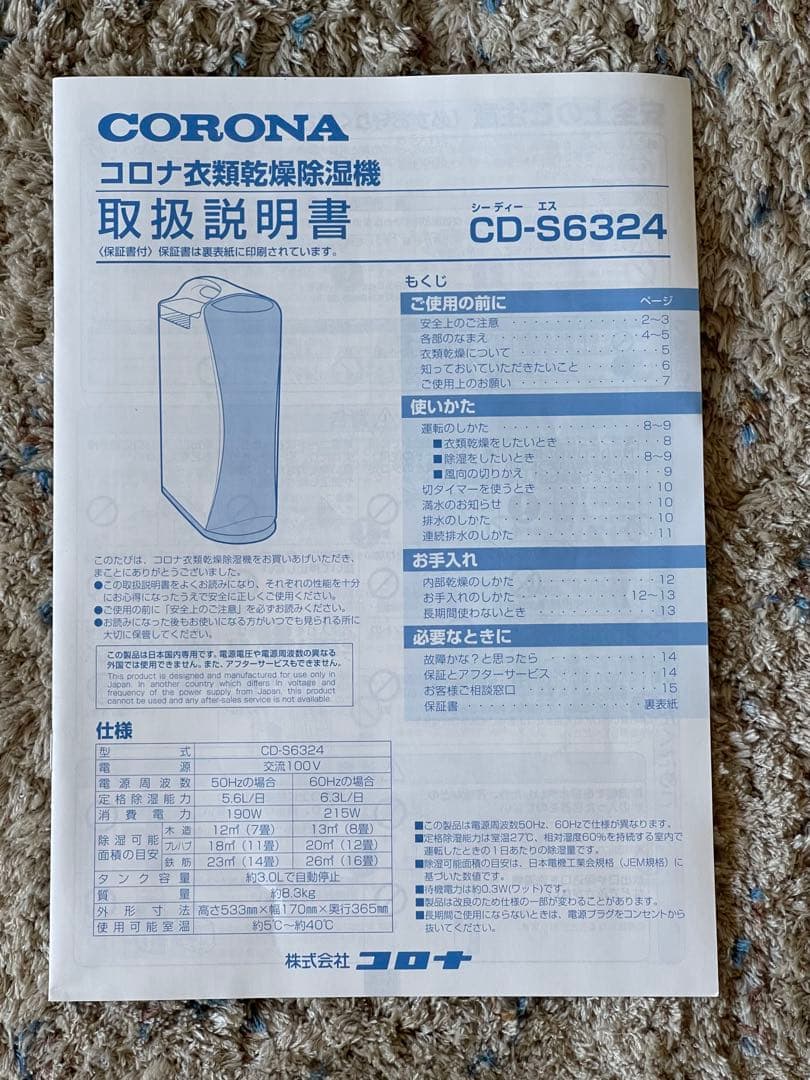 CORONA
コロナ衣類乾燥除湿機
取扱説明書
〈保証書付〉保証書は裏表紙に印刷されています。
シーディー エス
CD-S6324
もくじ
ご使用の前に ページ
安全上のご注意 2〜3
各部のなまえ 4〜5
衣類乾燥について 5
知っておいていただきたいこと 6
ご使用上のお願い 7
使いかた
運転のしかた 8〜9
■衣類乾燥をしたいとき 8
■除湿をしたいとき 8〜9
■風向の切りかえ 9
切タイマーを使うとき 10
満水のお知らせ 10
排水のしかた 10
連続排水のしかた 11
お手入れ
内部乾燥のしかた 12
お手入れのしかた 12〜13
長期間使わないとき 13
必要なときに
故障かな?と思ったら 14
保証とアフターサービス 14
お客様ご相談窓口 15
保証書 裏表紙
このたびは、コロナ衣類乾燥除湿機をお買いあげいただき、
まことにありがとうございました。
●この取扱説明書をよくお読みになり、それぞれの性能を十分
にお心得になったうえで安全に正しくご使用ください。
●ご使用の前に「安全上のご注意」を必ずお読みください。
●お読みになった後もお使いになる方がいつでも見られる所に
大切に保管してください。
この製品は日本国内専用です。電源電圧や電源周波数の異なる
外国では使用できません。また、アフターサービスもできません。
This product is designed and manufactured for use only in
Japan. In another country which differs in voltage and
frequency of the power supply from Japan, this product
cannot be used and any after-sales service is not available.
仕様
型式 CD-S6324
電源 交流100V
電源周波数 50Hzの場合 60Hzの場合
定格除湿能力 5.6L/日 6.3L/日
消費電力 190W 215W
除湿可能面積の目安 木造 12㎡(7畳) 13㎡(8畳)
プレハブ 18㎡(11畳) 20㎡(12畳)
鉄筋 23㎡(14畳) 26㎡(16畳)
タンク容量 約3.0Lで自動停止
質量 約8.3kg
外形寸法 高さ533㎜×幅170㎜×奥行365㎜
使用可能室温 約5℃〜約40℃
■この製品は電源周波数50Hz、60Hzで仕様が異なります。
■定格除湿能力は室温27℃、相対湿度60%を持続する室内で
運転したときの1日あたりの除湿量です。
■除湿可能面積の目安は、日本電機工業会規格(JEM規格)に
基づいた数値です。
■待機電力は約0.3W(ワット)です。
■製品は改良のため仕様の一部が変わることがあります。
■長期間ご使用にならないときは、電源プラグをコンセントから
抜いてください。
株式会社 コロナ